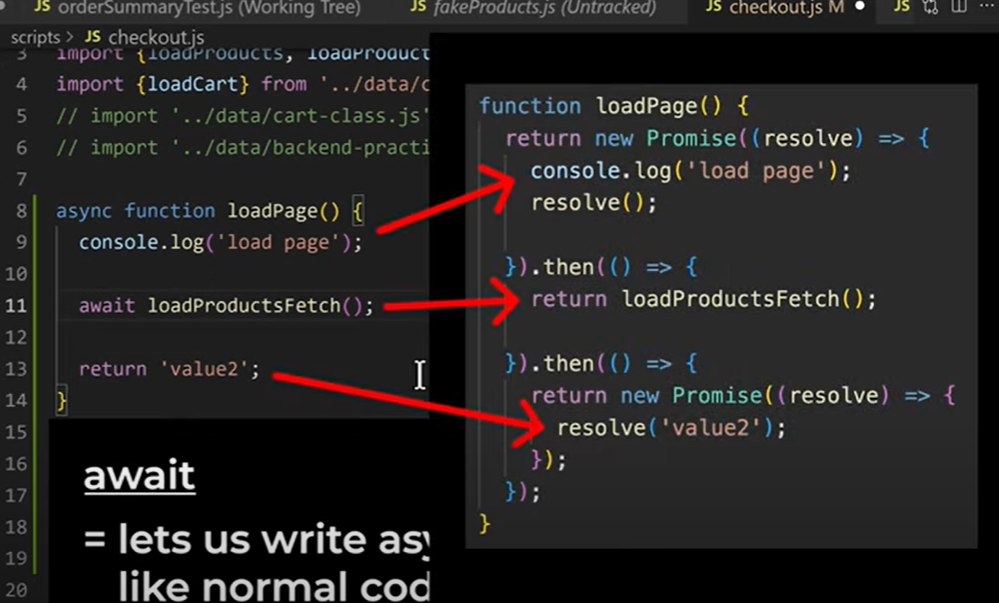 JS orderSummaryTest.js (Working Tree)
JS fakeProducts.js (Untracked)
JS checkout.js M
JS
scripts > JS checkout.js
3 import {loadProducts, loadProduct
4 import {loadCart} from '../data/c
5 // import '../data/cart-class.js'
6 // import '../data/backend-practi
7
8 async function loadPage() {
9 console.log('load page');
10
11 await loadProductsFetch();
12
13 return 'value2';
14 }
15
16
17
18
19
20
await
= lets us write asy
like normal cod
function loadPage() {
return new Promise((resolve) => {
console.log('load page');
resolve();
}).then(() => {
return loadProductsFetch();
}).then(() => {
return new Promise((resolve) => {
resolve('value2');
});
});
}